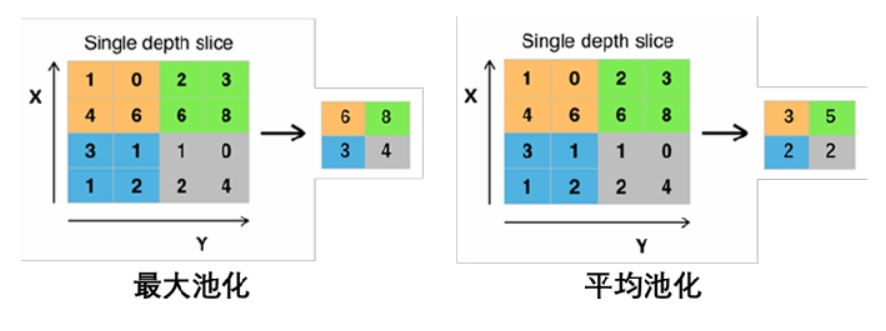 Single depth slice
X
1 0 2 3
4 6 6 8
3 1 1 0
1 2 2 4
Y
6 8
3 4
最大池化
Single depth slice
X
1 0 2 3
4 6 6 8
3 1 1 0
1 2 2 4
Y
3 5
2 2
平均池化